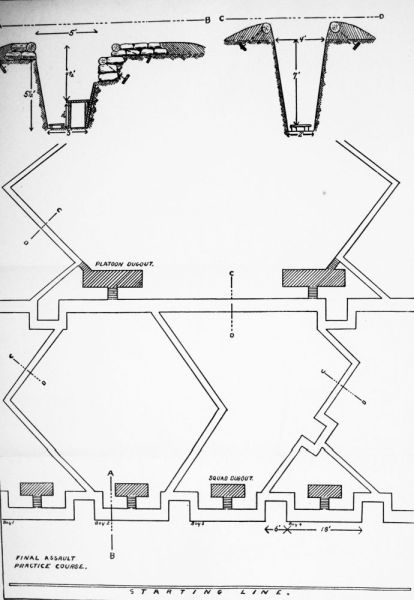 B C D
5'
4'
5½'
7'
3
2'
C
D
PLATOON DUGOUT.
C
D
C
D
C
D
A
SQUAD DUGOUT.
Bay 1 Bay 2 Bay 3 Bay 4
6' 18'
B
FINAL ASSAULT
PRACTICE COURSE.
STARTING LINE.